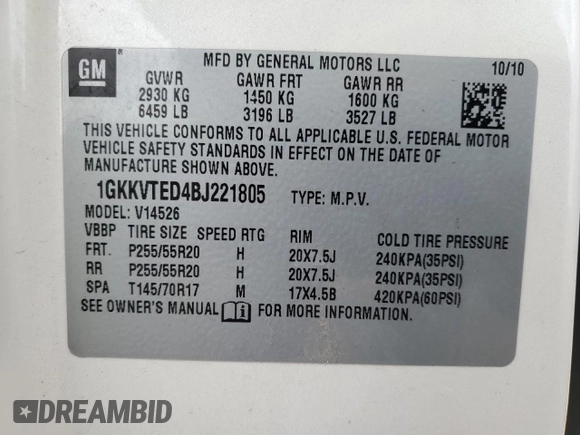 GM
MFD BY GENERAL MOTORS LLC 10/10
GVWR GAWR FRT GAWR RR
2930 KG 1450 KG 1600 KG
6459 LB 3196 LB 3527 LB
THIS VEHICLE CONFORMS TO ALL APPLICABLE U.S. FEDERAL MOTOR
VEHICLE SAFETY STANDARDS IN EFFECT ON THE DATE OF
MANUFACTURE SHOWN ABOVE.
1GKKVTED4BJ221805 TYPE: M.P.V.
MODEL: V14526
VBBP TIRE SIZE SPEED RTG RIM COLD TIRE PRESSURE
FRT. P255/55R20 H 20X7.5J 240KPA(35PSI)
RR P255/55R20 H 20X7.5J 240KPA(35PSI)
SPA T145/70R17 M 17X4.5B 420KPA(60PSI)
SEE OWNER'S MANUAL FOR MORE INFORMATION.
DREAMBID